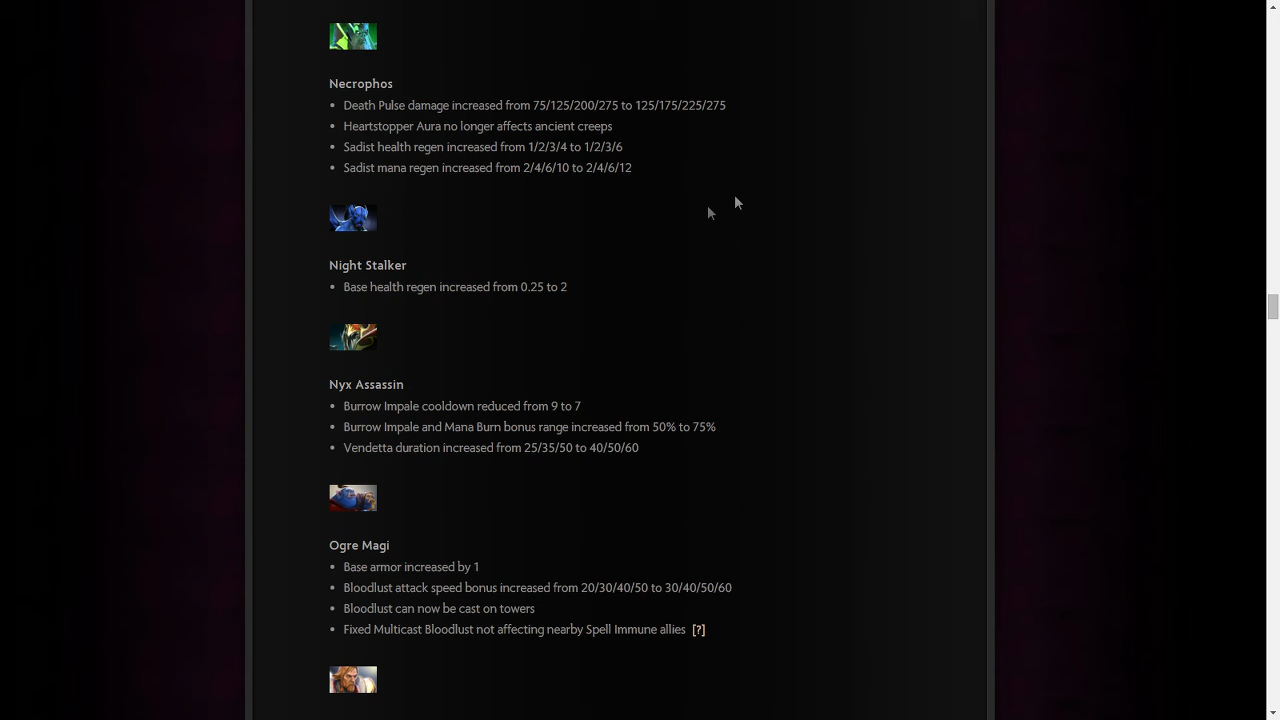 Necrophos
• Death Pulse damage increased from 75/125/200/275 to 125/175/225/275
• Heartstopper Aura no longer affects ancient creeps
• Sadist health regen increased from 1/2/3/4 to 1/2/3/6
• Sadist mana regen increased from 2/4/6/10 to 2/4/6/12
Night Stalker
• Base health regen increased from 0.25 to 2
Nyx Assassin
• Burrow Impale cooldown reduced from 9 to 7
• Burrow Impale and Mana Burn bonus range increased from 50% to 75%
• Vendetta duration increased from 25/35/50 to 40/50/60
Ogre Magi
• Base armor increased by 1
• Bloodlust attack speed bonus increased from 20/30/40/50 to 30/40/50/60
• Bloodlust can now be cast on towers
• Fixed Multicast Bloodlust not affecting nearby Spell Immune allies [?]